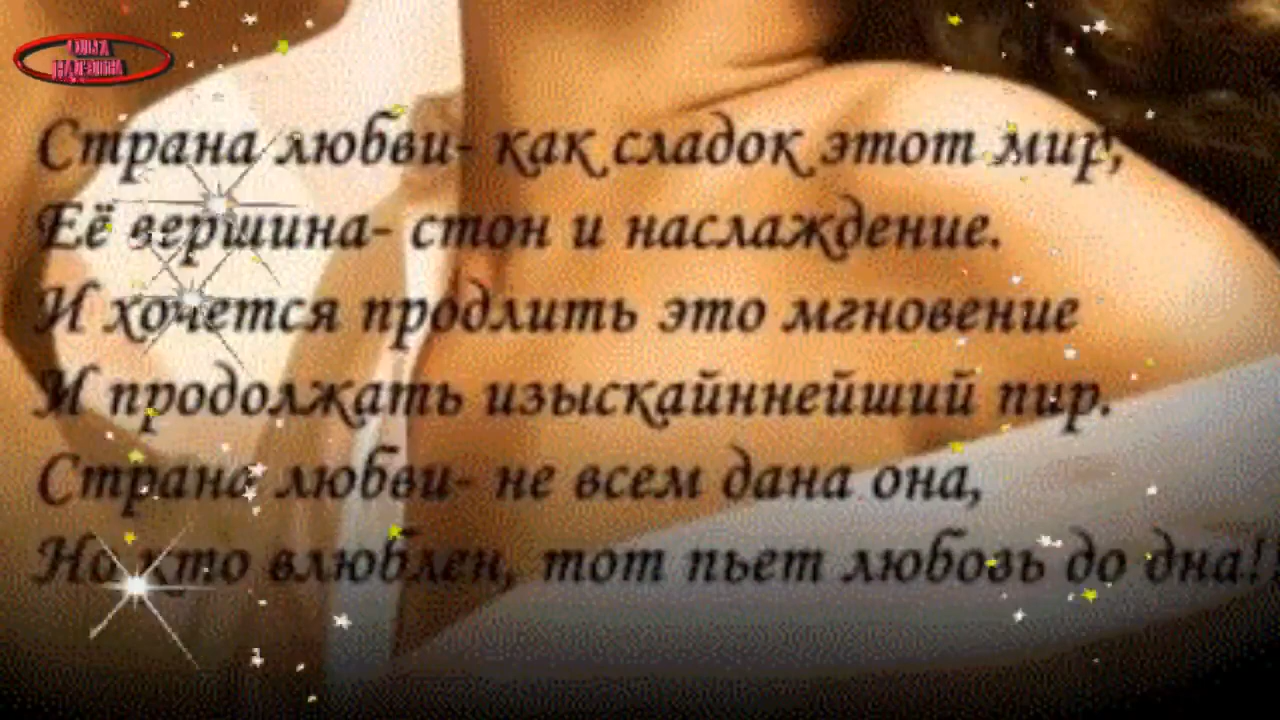 Страна любви- как сладок этот мир,
Её вершина- стон и наслаждение.
И хочется продлить это мгновение
И продолжать изыскайннейший пир.
Страна любви- не всем дана она,
Но кто влюблен, тот пьет любовь до дна!!